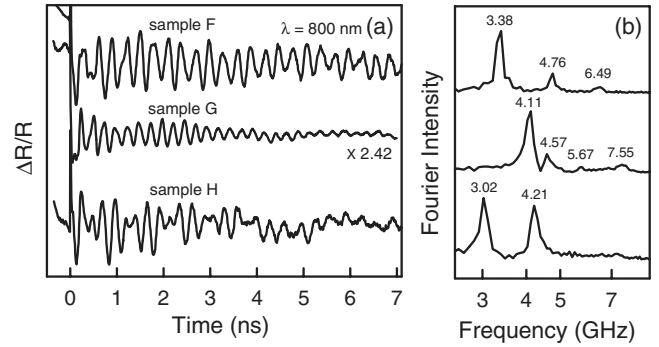 (a)
sample F
λ = 800 nm
sample G
X 2.42
sample H
ΔR/R
0 1 2 3 4 5 6 7
Time (ns)
(b)
3.38
4.76
6.49
4.11
4.57
5.67
7.55
3.02
4.21
Fourier Intensity
3 4 5 7
Frequency (GHz)